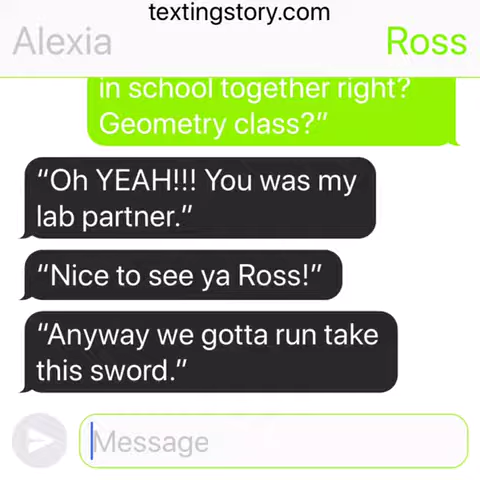 textingstory.com
Alexia
Ross
in school together right?
Geometry class?”
“Oh YEAH!!! You was my
lab partner.”
“Nice to see ya Ross!”
“Anyway we gotta run take
this sword.”
Message